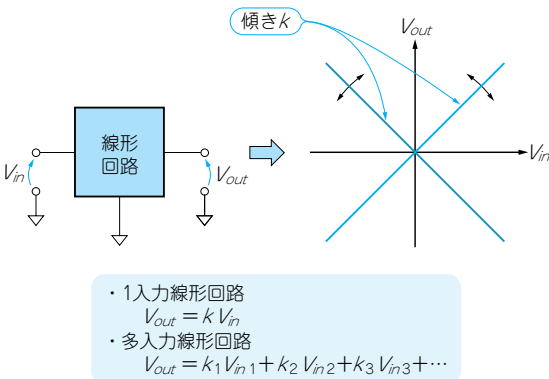 傾きk
Vout
Vin
線形
回路
Vin
Vout
・1入力線形回路
Vout = k Vin
・多入力線形回路
Vout = k1 Vin 1 + k2 Vin 2 + k3 Vin 3 + …